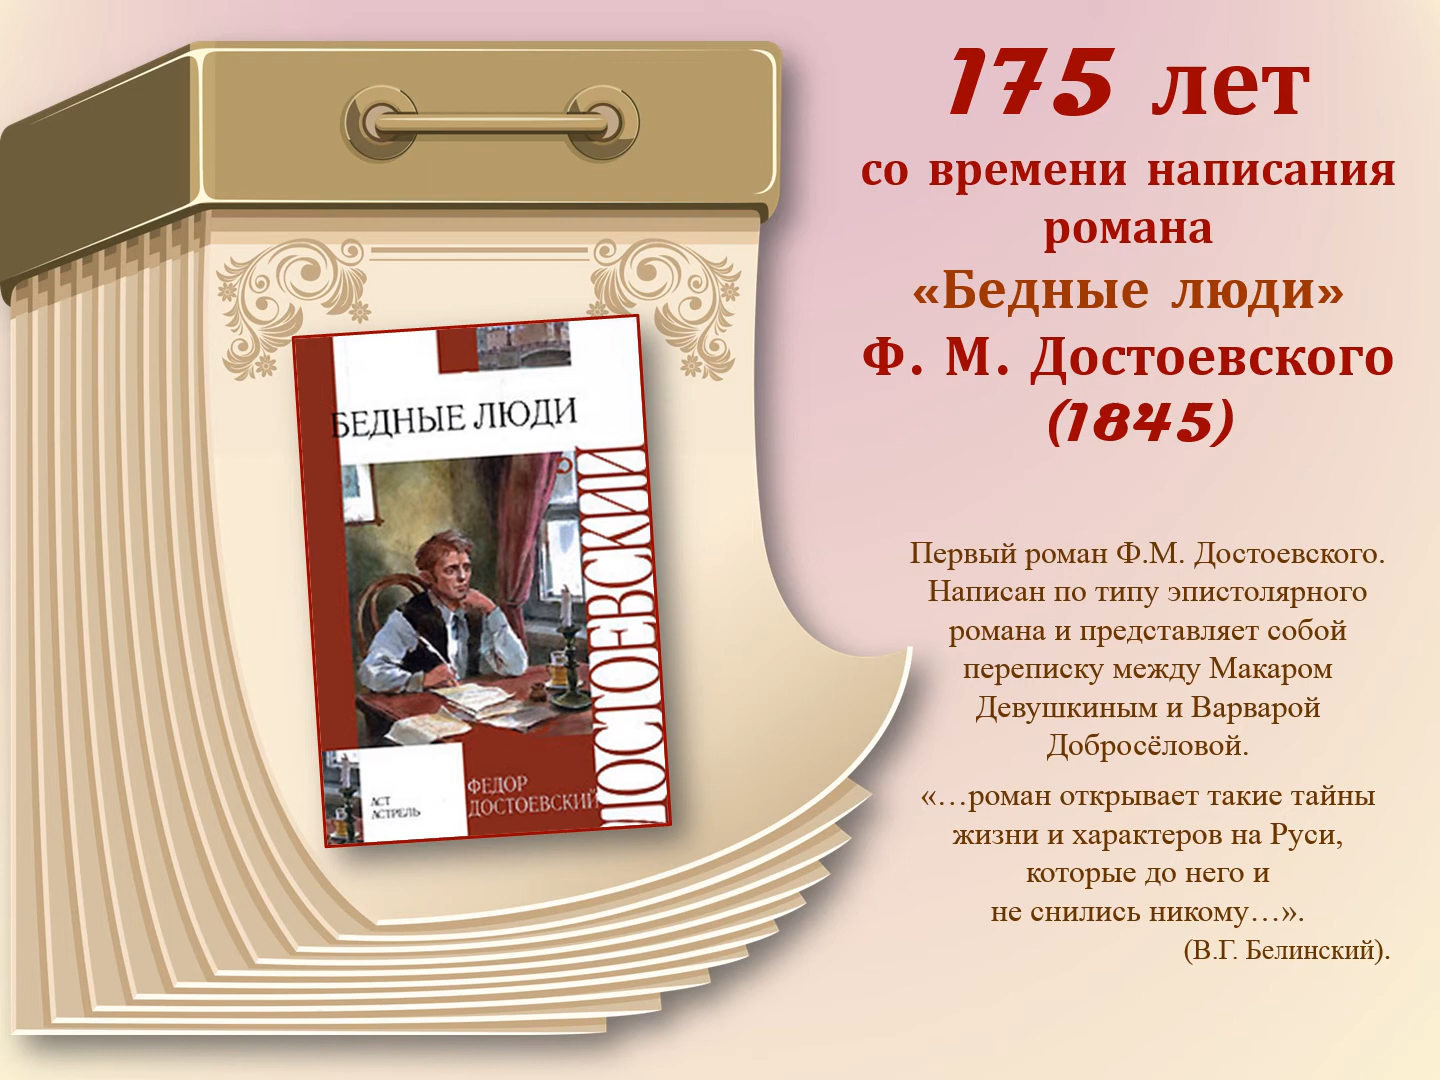 175 лет
со времени написания
романа
«Бедные люди»
Ф. М. Достоевского
(1845)
Первый роман Ф.М. Достоевского.
Написан по типу эпистолярного
романа и представляет собой
переписку между Макаром
Девушкиным и Варварой
Добросёловой.
«…роман открывает такие тайны
жизни и характеров на Руси,
которые до него и
не снились никому…».
(В.Г. Белинский).
БЕДНЫЕ ЛЮДИ
ДОСТОЕВСКИЙ
ФЕДОР
ДОСТОЕВСКИЙ
АСТ
АСТРЕЛЬ